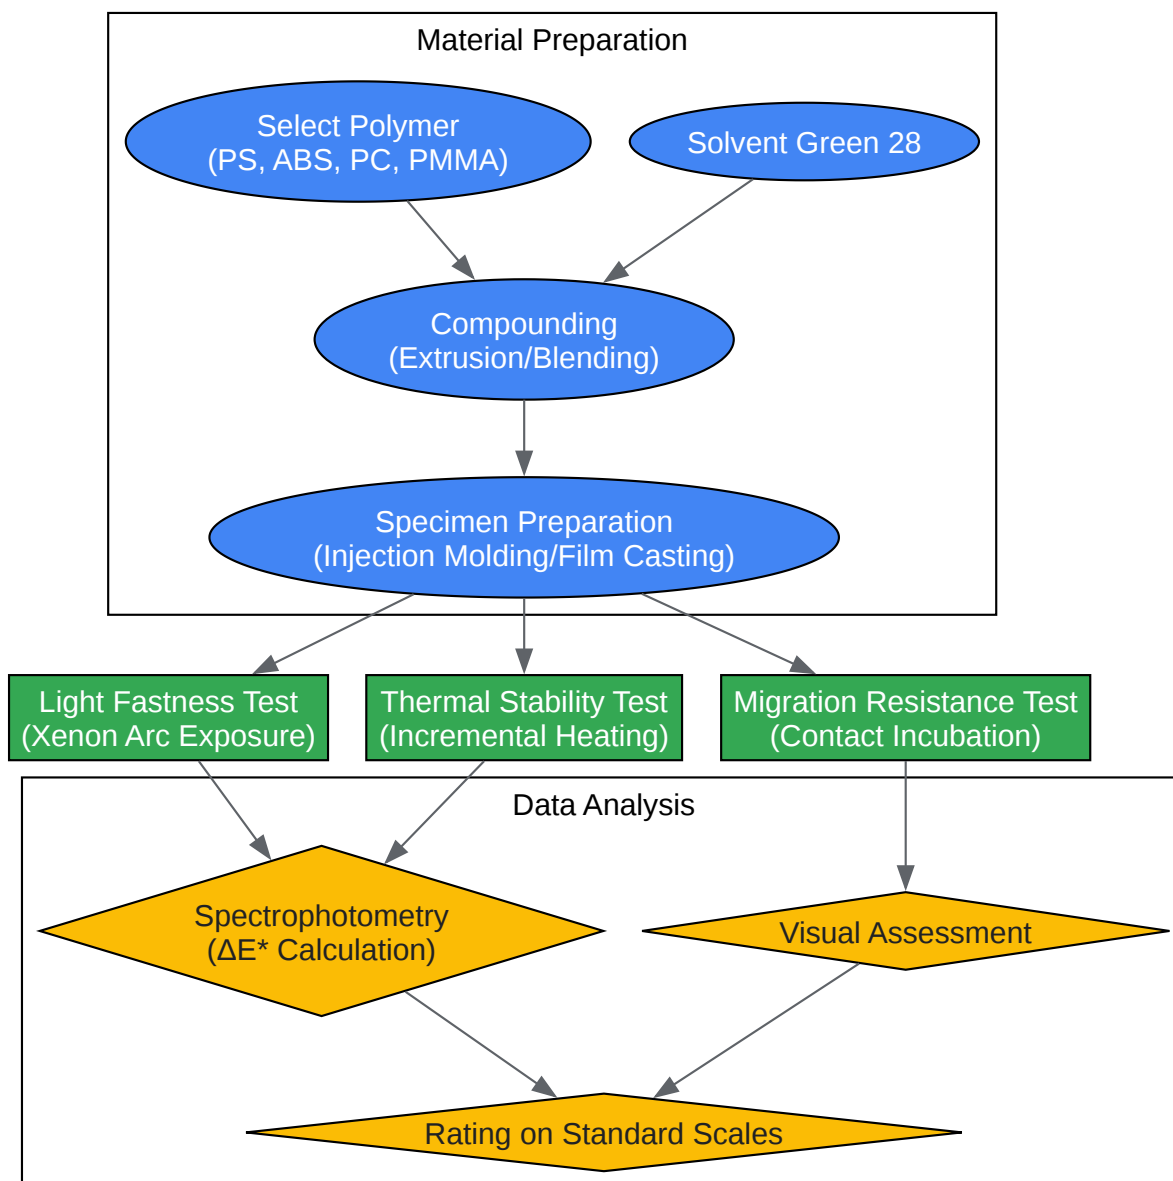 Material Preparation
Select Polymer
(PS, ABS, PC, PMMA)
Solvent Green 28
Compounding
(Extrusion/Blending)
Specimen Preparation
(Injection Molding/Film Casting)
Light Fastness Test
(Xenon Arc Exposure)
Thermal Stability Test
(Incremental Heating)
Migration Resistance Test
(Contact Incubation)
Data Analysis
Spectrophotometry
(ΔE* Calculation)
Visual Assessment
Rating on Standard Scales